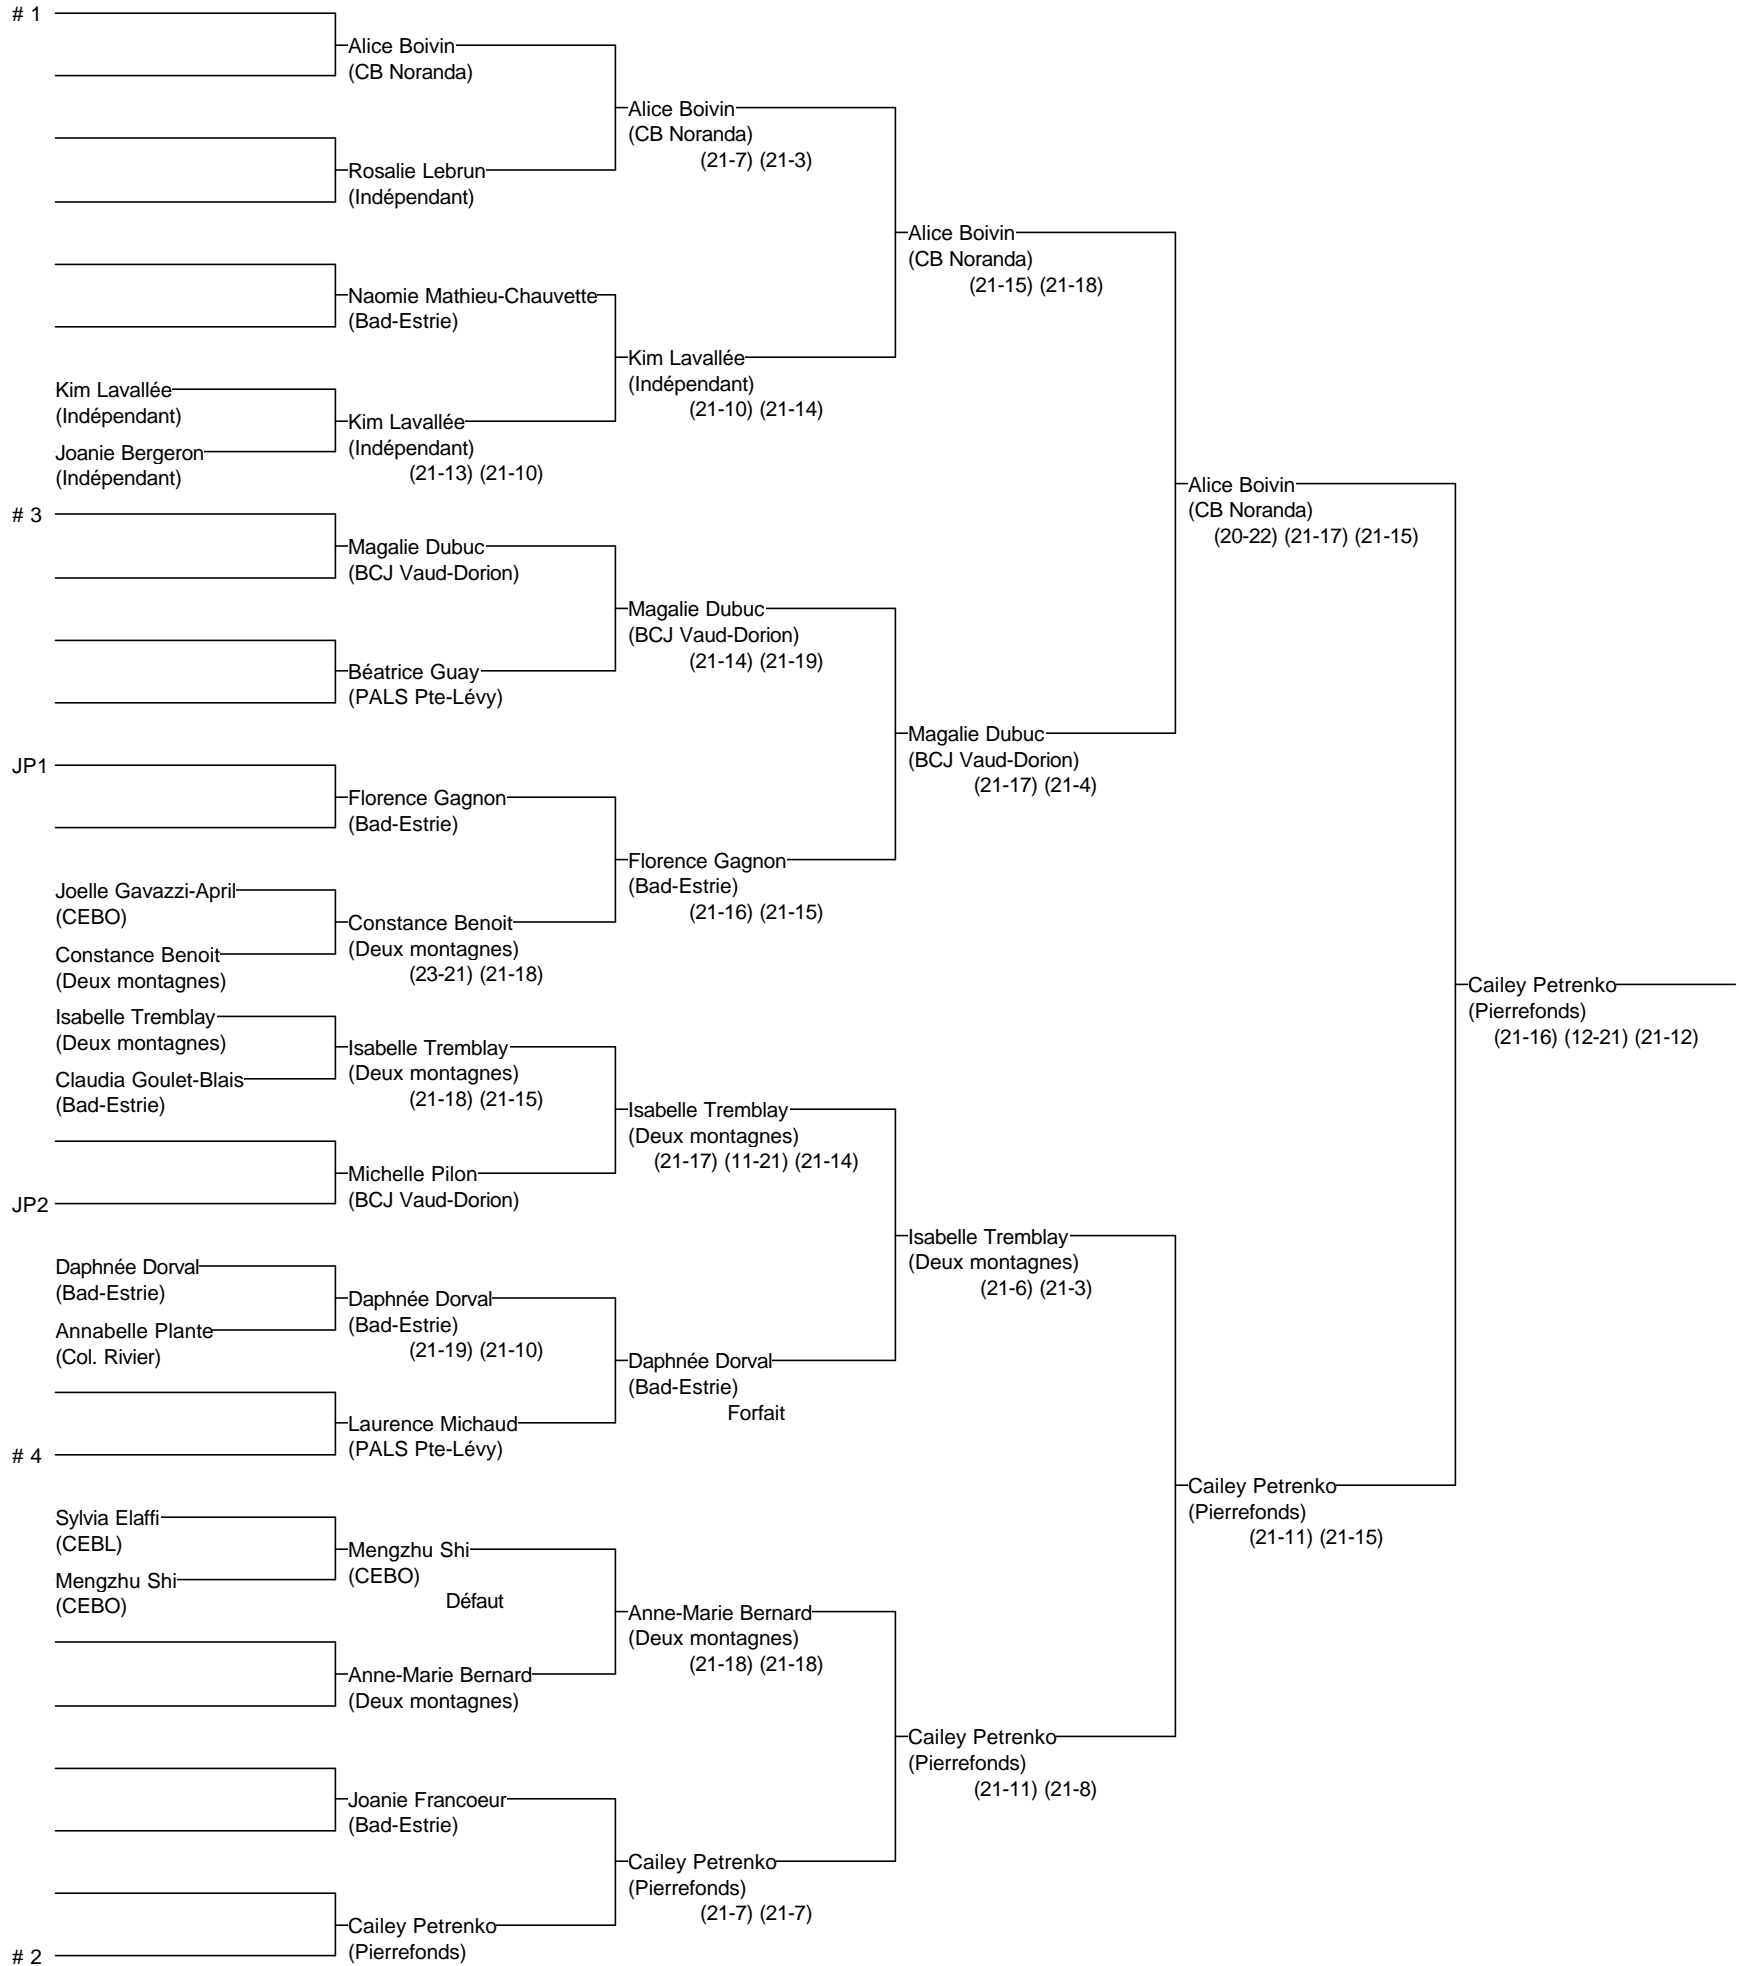 # 1
Alice Boivin
(CB Noranda)
Alice Boivin
(CB Noranda)
(21-7) (21-3)
Rosalie Lebrun
(Indépendant)
Alice Boivin
(CB Noranda)
(21-15) (21-18)
Naomie Mathieu-Chauvette
(Bad-Estrie)
Kim Lavallée
(Indépendant)
(21-10) (21-14)
Kim Lavallée
(Indépendant)
Joanie Bergeron
(Indépendant)
Kim Lavallée
(Indépendant)
(21-13) (21-10)
Alice Boivin
(CB Noranda)
(20-22) (21-17) (21-15)
# 3
Magalie Dubuc
(BCJ Vaud-Dorion)
Magalie Dubuc
(BCJ Vaud-Dorion)
(21-14) (21-19)
Béatrice Guay
(PALS Pte-Lévy)
Magalie Dubuc
(BCJ Vaud-Dorion)
(21-17) (21-4)
JP1
Florence Gagnon
(Bad-Estrie)
Florence Gagnon
(Bad-Estrie)
(21-16) (21-15)
Joelle Gavazzi-April
(CEBO)
Constance Benoit
(Deux montagnes)
Constance Benoit
(Deux montagnes)
(23-21) (21-18)
Cailey Petrenko
(Pierrefonds)
(21-16) (12-21) (21-12)
Isabelle Tremblay
(Deux montagnes)
Claudia Goulet-Blais
(Bad-Estrie)
Isabelle Tremblay
(Deux montagnes)
(21-18) (21-15)
Isabelle Tremblay
(Deux montagnes)
(21-17) (11-21) (21-14)
Michelle Pilon
(BCJ Vaud-Dorion)
JP2
Isabelle Tremblay
(Deux montagnes)
(21-6) (21-3)
Daphnée Dorval
(Bad-Estrie)
Annabelle Plante
(Col. Rivier)
Daphnée Dorval
(Bad-Estrie)
(21-19) (21-10)
Daphnée Dorval
(Bad-Estrie)
Forfait
Laurence Michaud
(PALS Pte-Lévy)
# 4
Cailey Petrenko
(Pierrefonds)
(21-11) (21-15)
Sylvia Elaffi
(CEBL)
Mengzhu Shi
(CEBO)
Mengzhu Shi
(CEBO)
Défaut
Anne-Marie Bernard
(Deux montagnes)
(21-18) (21-18)
Anne-Marie Bernard
(Deux montagnes)
Cailey Petrenko
(Pierrefonds)
(21-11) (21-8)
Joanie Francoeur
(Bad-Estrie)
Cailey Petrenko
(Pierrefonds)
(21-7) (21-7)
Cailey Petrenko
(Pierrefonds)
# 2